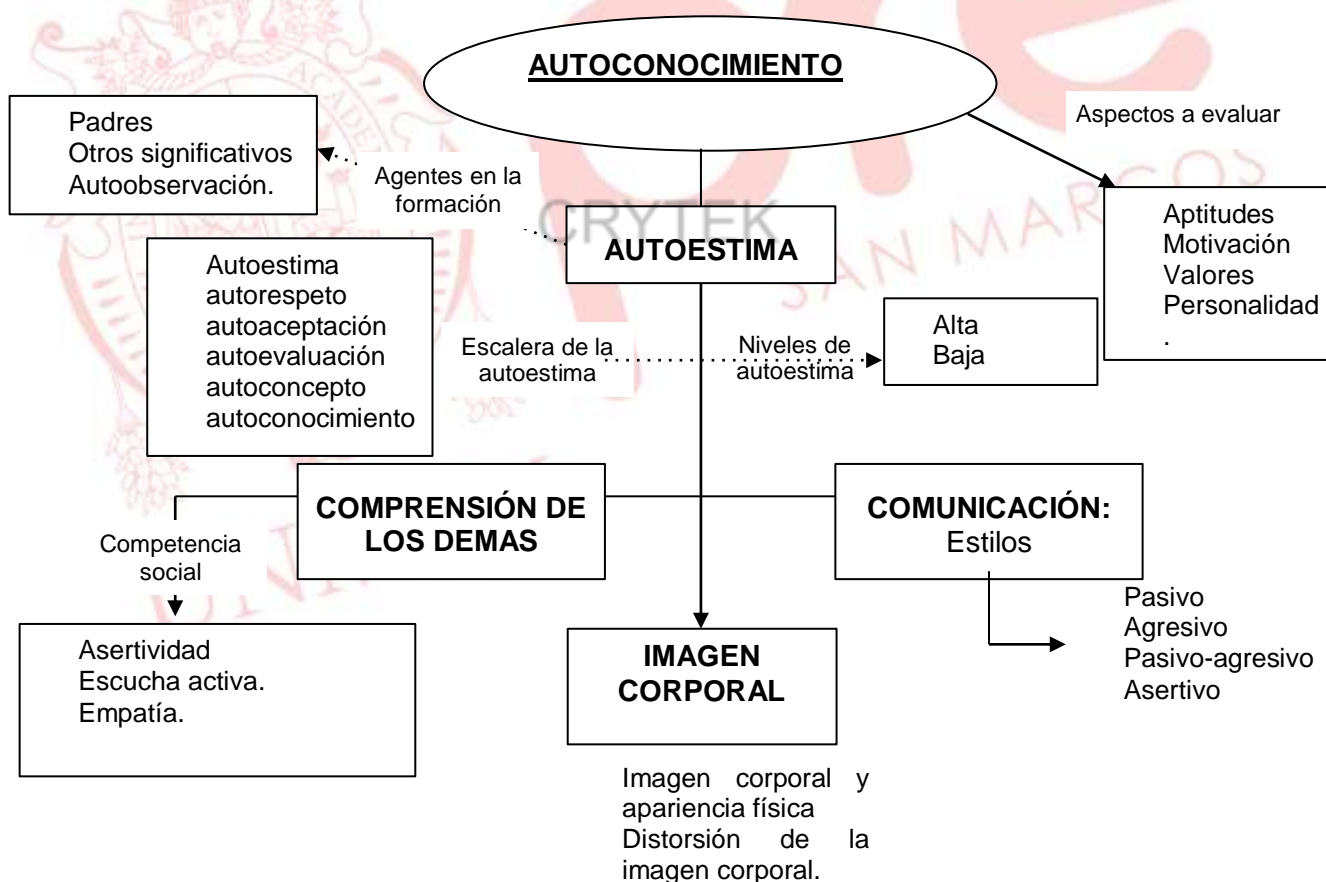 AUTOCONOCIMIENTO
Aspectos a evaluar
Padres
Otros significativos
Autoobservación.
Agentes en la
formación
CRYTEK
SAN MARCOS
AUTOESTIMA
Aptitudes
Motivación
Valores
Personalidad
.
Autoestima
autorespeto
autoaceptación
autoevaluación
autoconcepto
autoconocimiento
Escalera de la
autoestima
Niveles de
autoestima
Alta
Baja
COMPRENSIÓN DE
LOS DEMAS
COMUNICACIÓN:
Estilos
Competencia
social
Asertividad
Escucha activa.
Empatía.
IMAGEN
CORPORAL
Pasivo
Agresivo
Pasivo-agresivo
Asertivo
Imagen corporal y
apariencia física
Distorsión de la
imagen corporal.